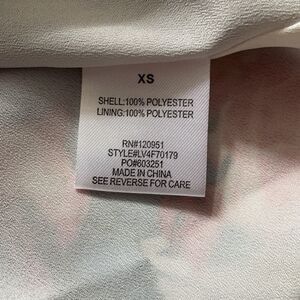 XS
SHELL:100% POLYESTER
LINING:100% POLYESTER
RN#120951
STYLE#LV4F70179
PO#603251
MADE IN CHINA
SEE REVERSE FOR CARE